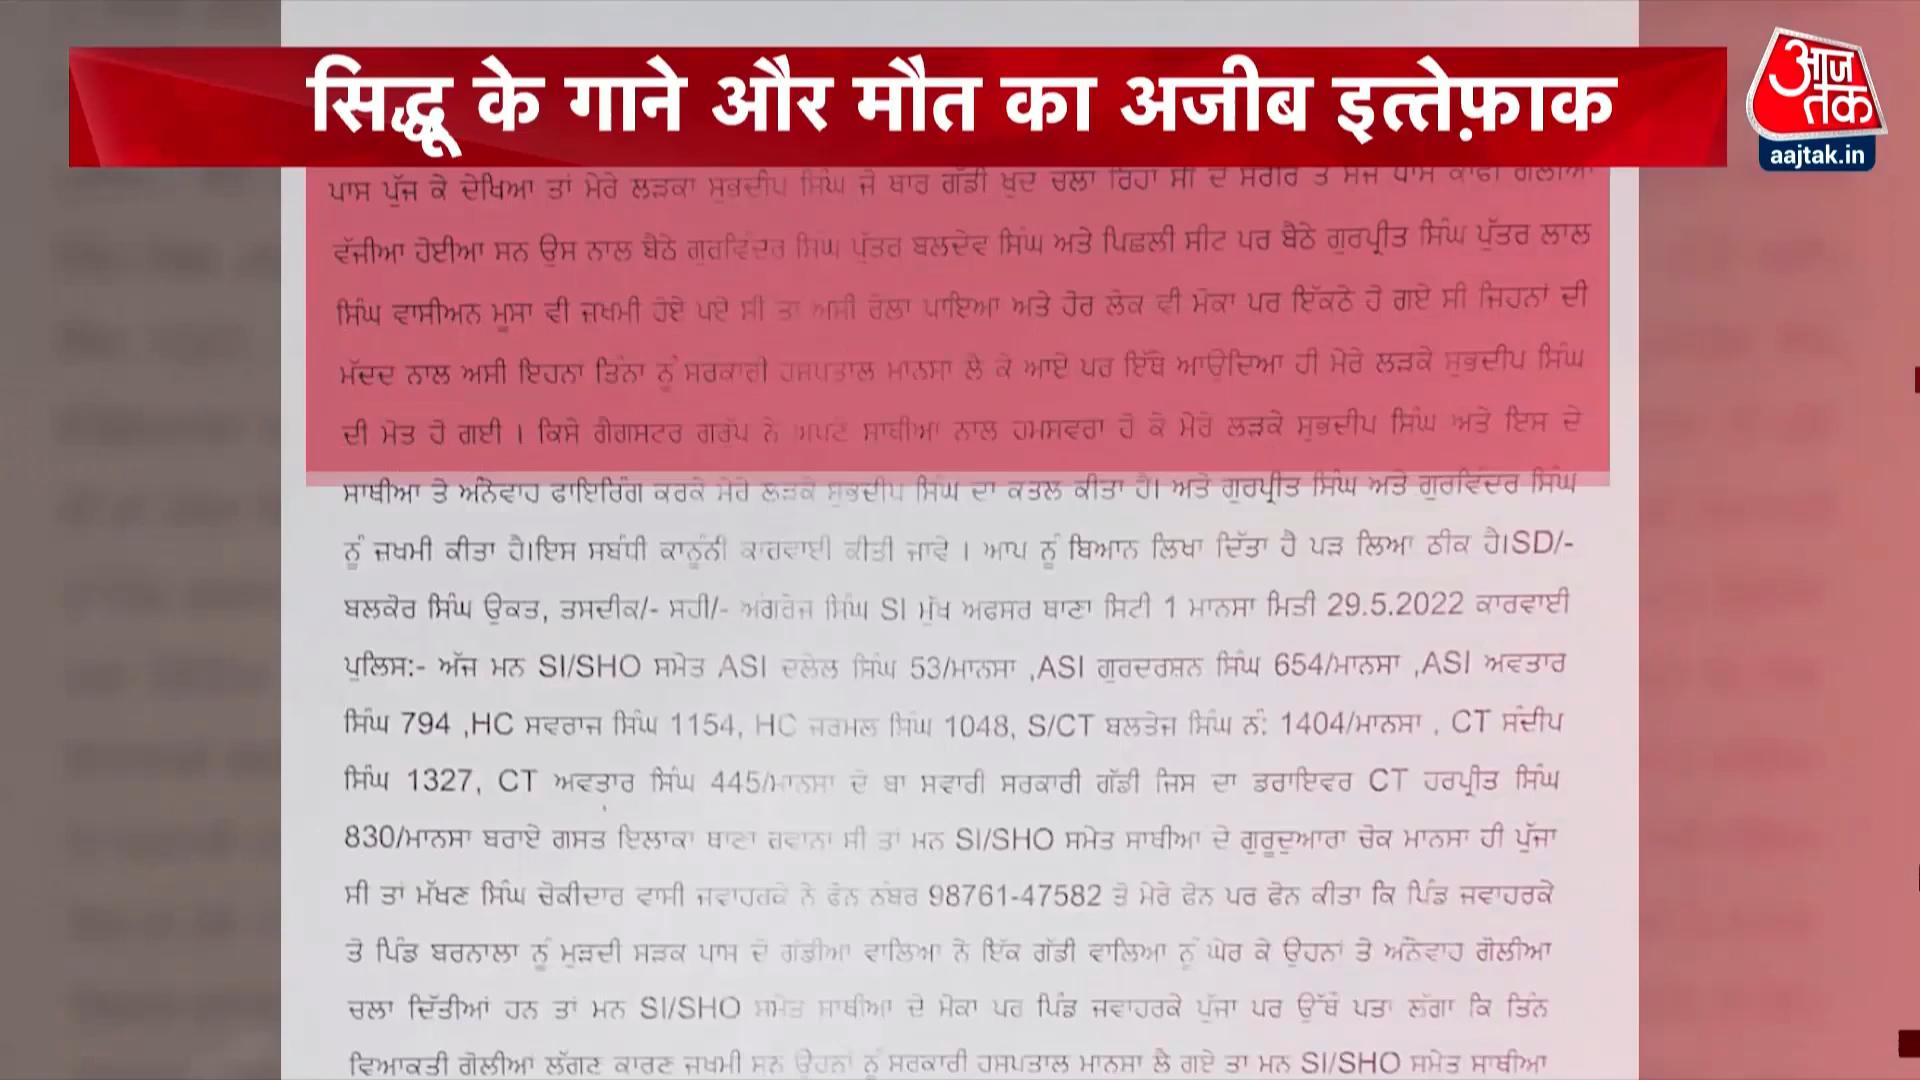 सिद्धू के गाने और मौत का अजीब इत्तेफ़ाक
आज तक
aajtak.in
ਪਾਸ ਪੁੱਜ ਕੇ ਦੇਖਿਆ ਤਾਂ ਮੇਰੇ ਲੜਕਾ ਸੁਭਦੀਪ ਸਿੰਘ ਜੋ ਥਾਰ ਗੱਡੀ ਖੁਦ ਚਲਾ ਰਿਹਾ ਸੀ ਦੇ ਸਰੀਰ ਤੇ ਸੱਜੇ ਪਾਸੇ ਕਾਫੀ ਗੋਲੀਆ
ਵੱਜੀਆ ਹੋਈਆ ਸਨ ਉਸ ਨਾਲ ਬੈਠੇ ਗੁਰਵਿੰਦਰ ਸਿੰਘ ਪੁੱਤਰ ਬਲਦੇਵ ਸਿੰਘ ਅਤੇ ਪਿਛਲੀ ਸੀਟ ਪਰ ਬੈਠੇ ਗੁਰਪ੍ਰੀਤ ਸਿੰਘ ਪੁੱਤਰ ਲਾਲ
ਸਿੰਘ ਵਾਸੀਅਨ ਮੂਸਾ ਵੀ ਜਖਮੀ ਹੋਏ ਪਏ ਸੀ ਤਾ ਅਸੀ ਰੋਲਾ ਪਾਇਆ ਅਤੇ ਹੋਰ ਲੋਕ ਵੀ ਮੋਕਾ ਪਰ ਇੱਕਠੇ ਹੋ ਗਏ ਸੀ ਜਿਹਨਾਂ ਦੀ
ਮੱਦਦ ਨਾਲ ਅਸੀ ਇਹਨਾ ਤਿੰਨਾ ਨੂੰ ਸਰਕਾਰੀ ਹਸਪਤਾਲ ਮਾਨਸਾ ਲੈ ਕੇ ਆਏ ਪਰ ਇੱਥੇ ਆਉਦਿਆ ਹੀ ਮੇਰੇ ਲੜਕੇ ਸੁਭਦੀਪ ਸਿੰਘ
ਦੀ ਮੋਤ ਹੋ ਗਈ । ਕਿਸੇ ਗੈਗਸਟਰ ਗਰੁੱਪ ਨੇ ਅਪਣੇ ਸਾਥੀਆ ਨਾਲ ਹਮਸਵਰਾ ਹੋ ਕੇ ਮੇਰੇ ਲੜਕੇ ਸੁਭਦੀਪ ਸਿੰਘ ਅਤੇ ਇਸ ਦੇ
ਸਾਥੀਆ ਤੇ ਅੰਨੇਵਾਹ ਫਾਇਰਿੰਗ ਕਰਕੇ ਮੇਰੇ ਲੜਕੇ ਸੁਭਦੀਪ ਸਿੰਘ ਦਾ ਕਤਲ ਕੀਤਾ ਹੈ। ਅਤੇ ਗੁਰਪ੍ਰੀਤ ਸਿੰਘ ਅਤੇ ਗੁਰਵਿੰਦਰ ਸਿੰਘ
ਨੂੰ ਜਖਮੀ ਕੀਤਾ ਹੈ।ਇਸ ਸਬੰਧੀ ਕਾਨੂੰਨੀ ਕਾਰਵਾਈ ਕੀਤੀ ਜਾਵੇ । ਆਪ ਨੂੰ ਬਿਆਨ ਲਿਖਾ ਦਿੱਤਾ ਹੈ ਪੜ ਲਿਆ ਠੀਕ ਹੈ।SD/-
ਬਲਕੋਰ ਸਿੰਘ ਉਕਤ, ਤਸਦੀਕ/- ਸਹੀ/- ਅੰਗਰੇਜ ਸਿੰਘ SI ਮੁੱਖ ਅਫਸਰ ਥਾਣਾ ਸਿਟੀ 1 ਮਾਨਸਾ ਮਿਤੀ 29.5.2022 ਕਾਰਵਾਈ
ਪੁਲਿਸ:- ਅੱਜ ਮਨ SI/SHO ਸਮੇਤ ASI ਦਲੇਲ ਸਿੰਘ 53/ਮਾਨਸਾ ,ASI ਗੁਰਦਰਸ਼ਨ ਸਿੰਘ 654/ਮਾਨਸਾ ,ASI ਅਵਤਾਰ
ਸਿੰਘ 794 ,HC ਸਵਰਾਜ ਸਿੰਘ 1154, HC ਜਰਮਲ ਸਿੰਘ 1048, S/CT ਬਲਤੇਜ ਸਿੰਘ ਨੰ: 1404/ਮਾਨਸਾ , CT ਸੰਦੀਪ
ਸਿੰਘ 1327, CT ਅਵਤਾਰ ਸਿੰਘ 445/ਮਾਨਸਾ ਦੇ ਬਾ ਸਵਾਰੀ ਸਰਕਾਰੀ ਗੱਡੀ ਜਿਸ ਦਾ ਡਰਾਇਵਰ CT ਹਰਪ੍ਰੀਤ ਸਿੰਘ
830/ਮਾਨਸਾ ਬਰਾਏ ਗਸਤ ਇਲਾਕਾ ਥਾਣਾ ਰਵਾਨਾ ਸੀ ਤਾਂ ਮਨ SI/SHO ਸਮੇਤ ਸਾਥੀਆ ਦੇ ਗੁਰੂਦੁਆਰਾ ਚੋਕ ਮਾਨਸਾ ਹੀ ਪੁੱਜਾ
ਸੀ ਤਾਂ ਮੱਖਣ ਸਿੰਘ ਚੋਕੀਦਾਰ ਵਾਸੀ ਜਵਾਹਰਕੇ ਨੇ ਫੋਨ ਨੰਬਰ 98761-47582 ਤੋ ਮੇਰੇ ਫੋਨ ਪਰ ਫੋਨ ਕੀਤਾ ਕਿ ਪਿੰਡ ਜਵਾਹਰਕੇ
ਤੋ ਪਿੰਡ ਬਰਨਾਲਾ ਨੂੰ ਮੁੜਦੀ ਸੜਕ ਪਾਸ ਦੋ ਗੱਡੀਆ ਵਾਲਿਆ ਨੇ ਇੱਕ ਗੱਡੀ ਵਾਲਿਆ ਨੂੰ ਘੇਰ ਕੇ ਉਹਨਾਂ ਤੇ ਅਨੇਵਾਹ ਗੋਲੀਆ
ਚਲਾ ਦਿੱਤੀਆਂ ਹਨ ਤਾਂ ਮਨ SI/SHO ਸਮੇਤ ਸਾਥੀਆ ਦੇ ਮੋਕਾ ਪਰ ਪਿੰਡ ਜਵਾਹਰਕੇ ਪੁੱਜਾ ਪਰ ਉੱਥੇ ਪਤਾ ਲੱਗਾ ਕਿ ਤਿੰਨ
ਵਿਆਕਤੀ ਗੋਲੀਆਂ ਲੱਗਣ ਕਾਰਣ ਜਖਮੀ ਸਨ ਉਹਨਾਂ ਨੂੰ ਸਰਕਾਰੀ ਹਸਪਤਾਲ ਮਾਨਸਾ ਲੈ ਗਏ ਤਾ ਮਨ SI/SHO ਸਮੇਤ ਸਾਥੀਆ